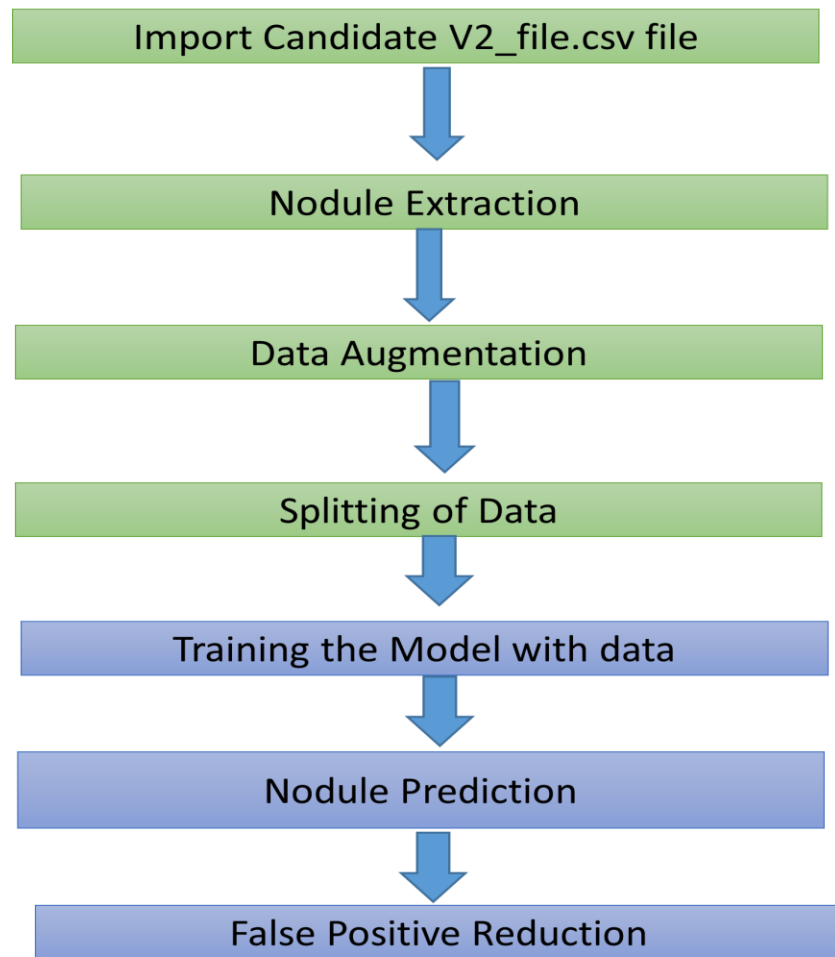 Import Candidate V2_file.csv file
Nodule Extraction
Data Augmentation
Splitting of Data
Training the Model with data
Nodule Prediction
False Positive Reduction